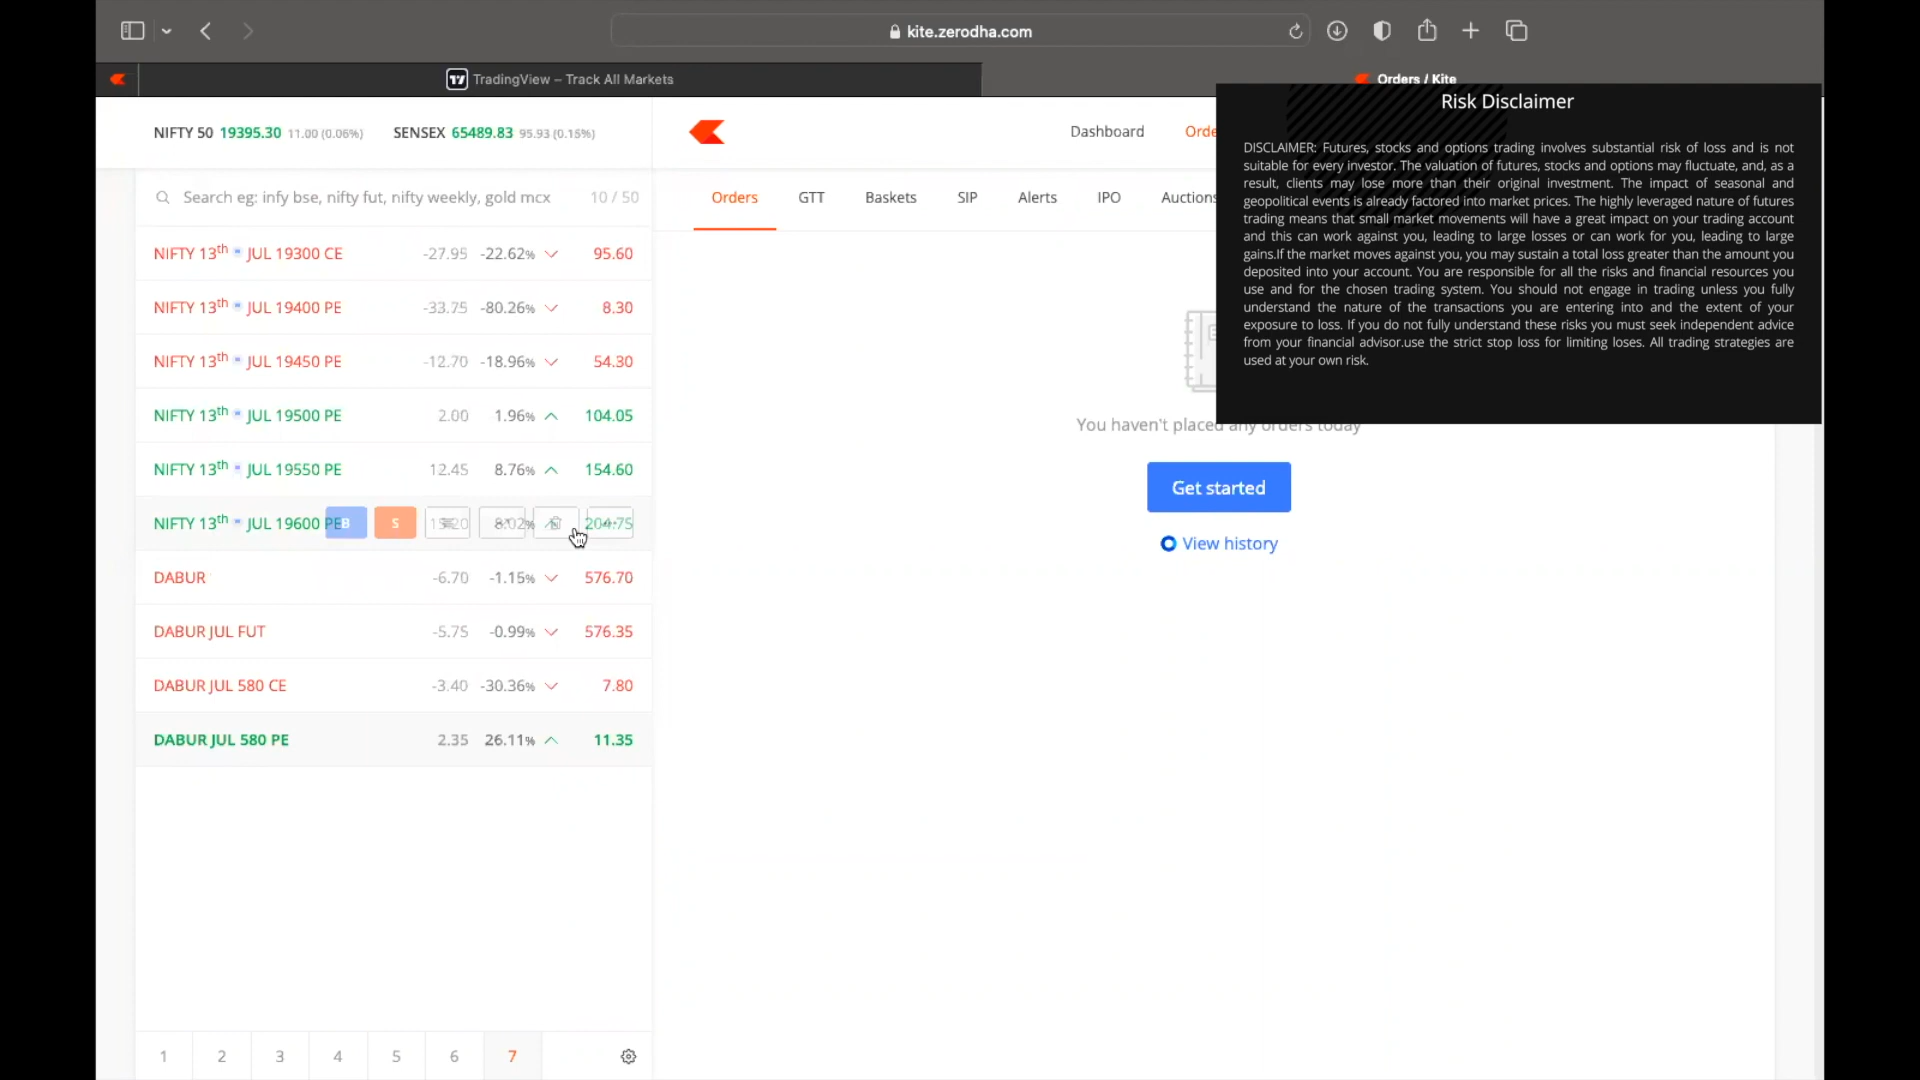 kite.zerodha.com
TradingView – Track All Markets
Orders / Kite
NIFTY 50 19395.30 11.00 (0.06%) SENSEX 65489.83 95.93 (0.15%)
Dashboard
Orde
Search eg: infy bse, nifty fut, nifty weekly, gold mcx 10 / 50
Orders GTT Baskets SIP Alerts IPO Auctions
NIFTY 13th w JUL 19300 CE -27.95 -22.62% 95.60
NIFTY 13th w JUL 19400 PE -33.75 -80.26% 8.30
NIFTY 13th w JUL 19450 PE -12.70 -18.96% 54.30
NIFTY 13th w JUL 19500 PE 2.00 1.96% 104.05
NIFTY 13th w JUL 19550 PE 12.45 8.76% 154.60
NIFTY 13th w JUL 19600 PE B S 15.20 8.02% 204.75
DABUR -6.70 -1.15% 576.70
DABUR JUL FUT -5.75 -0.99% 576.35
DABUR JUL 580 CE -3.40 -30.36% 7.80
DABUR JUL 580 PE 2.35 26.11% 11.35
1 2 3 4 5 6 7
Risk Disclaimer
DISCLAIMER: Futures, stocks and options trading involves substantial risk of loss and is not
suitable for every investor. The valuation of futures, stocks and options may fluctuate, and, as a
result, clients may lose more than their original investment. The impact of seasonal and
geopolitical events is already factored into market prices. The highly leveraged nature of futures
trading means that small market movements will have a great impact on your trading account
and this can work against you, leading to large losses or can work for you, leading to large
gains.If the market moves against you, you may sustain a total loss greater than the amount you
deposited into your account. You are responsible for all the risks and financial resources you
use and for the chosen trading system. You should not engage in trading unless you fully
understand the nature of the transactions you are entering into and the extent of your
exposure to loss. If you do not fully understand these risks you must seek independent advice
from your financial advisor.use the strict stop loss for limiting loses. All trading strategies are
used at your own risk.
You haven't placed any orders today
Get started
View history